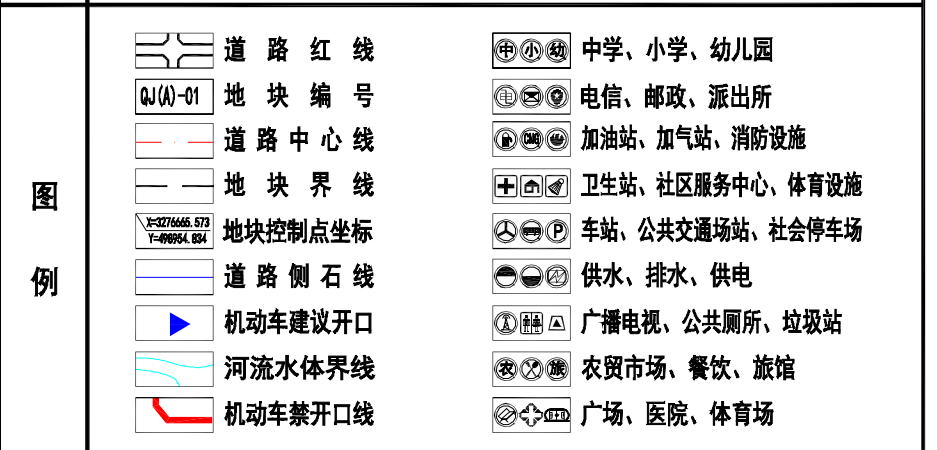 图例
道路红线
中小幼 中学、小学、幼儿园
QJ(A)-01 地块编号
电信、邮政、派出所
道路中心线
CNG 加油站、加气站、消防设施
地块界线
卫生站、社区服务中心、体育设施
X=3276665.573
Y=498954.834
地块控制点坐标
P 车站、公共交通场站、社会停车场
道路侧石线
供水、排水、供电
机动车建议开口
广播电视、公共厕所、垃圾站
河流水体界线
农 旅 农贸市场、餐饮、旅馆
机动车禁开口线
广场、医院、体育场